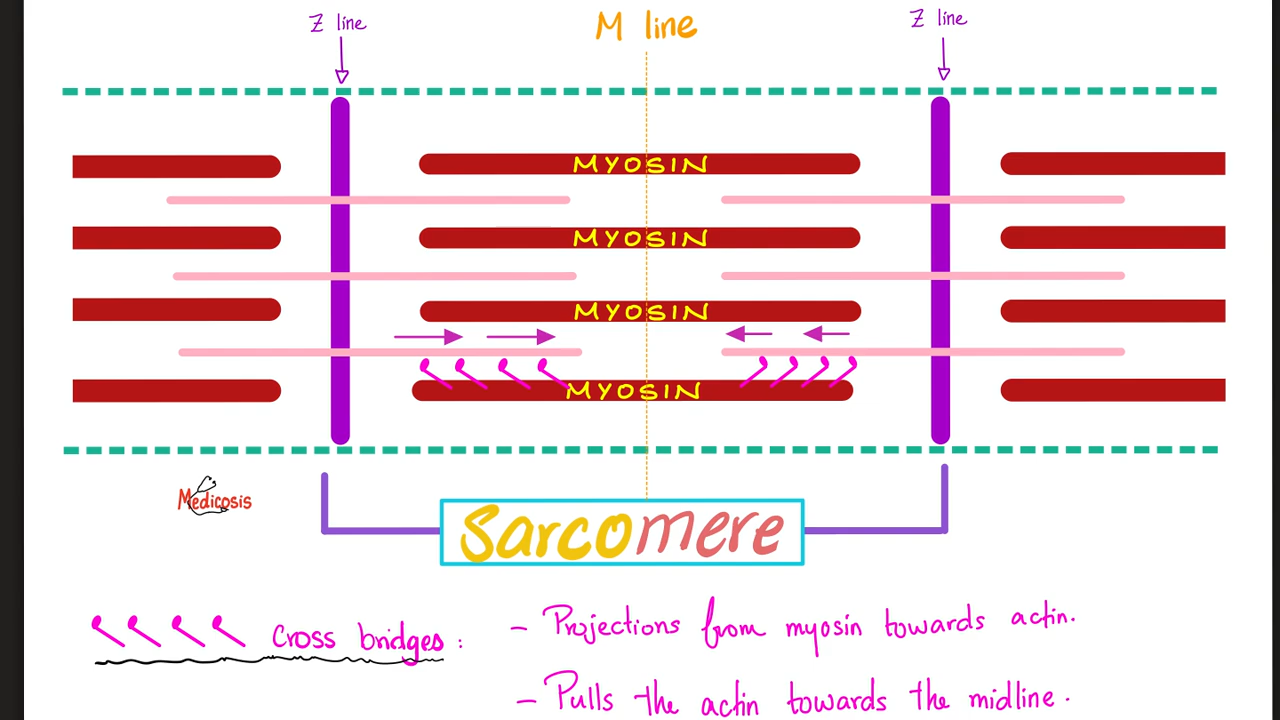 Z line
M line
Z line
MYOSIN
MYOSIN
MYOSIN
MYOSIN
Medicosis
Sarcomere
Cross bridges :
- Projections from myosin towards actin.
- Pulls the actin towards the midline.